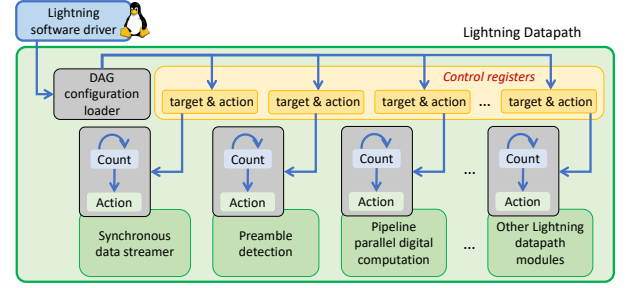 Lightning
software driver
Lightning Datapath
DAG
configuration
loader
Control registers
target & action
target & action
target & action
...
target & action
Count
Action
Count
Action
Count
Action
...
Count
Action
Synchronous
data streamer
Preamble
detection
Pipeline
parallel digital
computation
...
Other Lightning
datapath
modules